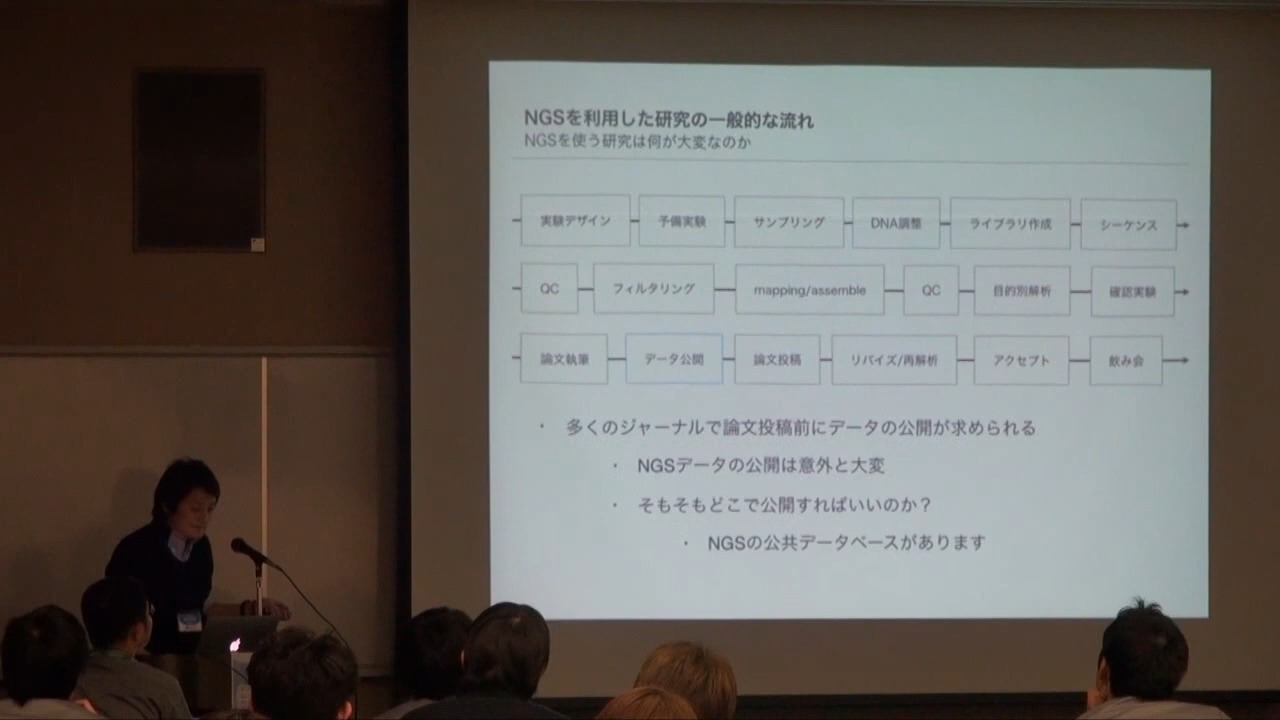 NGSを利用した研究の一般的な流れ
NGSを使う研究は何が大変なのか
実験デザイン 予備実験 サンプリング DNA調整 ライブラリ作成 シーケンス
QC フィルタリング mapping/assemble QC 目的別解析 確認実験
論文執筆 データ公開 論文投稿 リバイズ/再解析 アクセプト 飲み会
・ 多くのジャーナルで論文投稿前にデータの公開が求められる
・ NGSデータの公開は意外と大変
・ そもそもどこで公開すればいいのか？
・ NGSの公共データベースがあります